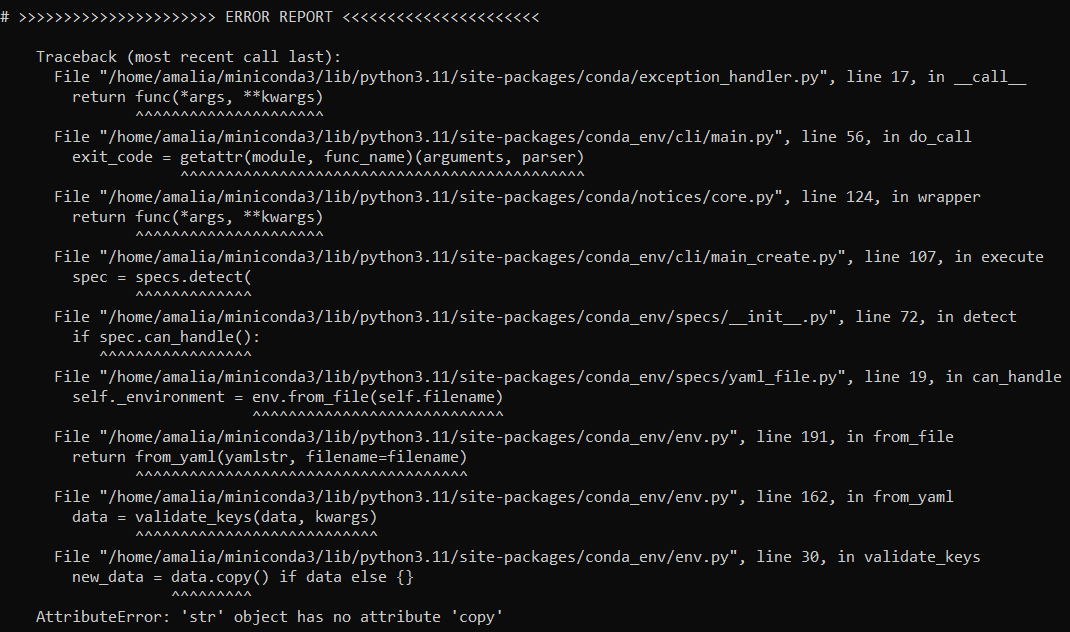 # >>>>>>>>>>>>>>>>>>>>>> ERROR REPORT <<<<<<<<<<<<<<<<<<<<<<
Traceback (most recent call last):
File "/home/amalia/miniconda3/lib/python3.11/site-packages/conda/exception_handler.py", line 17, in __call__
return func(*args, **kwargs)
^^^^^^^^^^^^^^^^^^^^^
File "/home/amalia/miniconda3/lib/python3.11/site-packages/conda_env/cli/main.py", line 56, in do_call
exit_code = getattr(module, func_name)(arguments, parser)
^^^^^^^^^^^^^^^^^^^^^^^^^^^^^^^^^^^^^^^^^^^^^
File "/home/amalia/miniconda3/lib/python3.11/site-packages/conda/notices/core.py", line 124, in wrapper
return func(*args, **kwargs)
^^^^^^^^^^^^^^^^^^^^^
File "/home/amalia/miniconda3/lib/python3.11/site-packages/conda_env/cli/main_create.py", line 107, in execute
spec = specs.detect(
^^^^^^^^^^^^^
File "/home/amalia/miniconda3/lib/python3.11/site-packages/conda_env/specs/__init__.py", line 72, in detect
if spec.can_handle():
^^^^^^^^^^^^^^^^^
File "/home/amalia/miniconda3/lib/python3.11/site-packages/conda_env/specs/yaml_file.py", line 19, in can_handle
self._environment = env.from_file(self.filename)
^^^^^^^^^^^^^^^^^^^^^^^^^^^^
File "/home/amalia/miniconda3/lib/python3.11/site-packages/conda_env/env.py", line 191, in from_file
return from_yaml(yamlstr, filename=filename)
^^^^^^^^^^^^^^^^^^^^^^^^^^^^^^^^^^^^^
File "/home/amalia/miniconda3/lib/python3.11/site-packages/conda_env/env.py", line 162, in from_yaml
data = validate_keys(data, kwargs)
^^^^^^^^^^^^^^^^^^^^^^^^^^^
File "/home/amalia/miniconda3/lib/python3.11/site-packages/conda_env/env.py", line 30, in validate_keys
new_data = data.copy() if data else {}
^^^^^^^^^
AttributeError: 'str' object has no attribute 'copy'